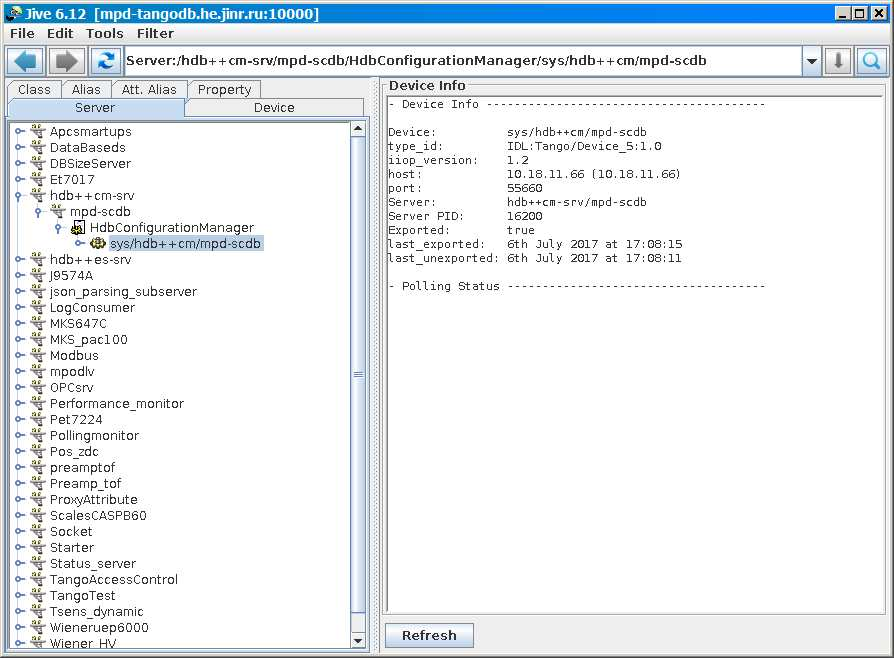 Jive 6.12 [mpd-tangodb.he.jinr.ru:10000]
File Edit Tools Filter
Server:/hdb++cm-srv/mpd-scdb/HdbConfigurationManager/sys/hdb++cm/mpd-scdb
Class Alias Att. Alias Property
Server Device
Apcsmartups
DataBaseds
DBSizeServer
Et7017
hdb++cm-srv
mpd-scdb
HdbConfigurationManager
sys/hdb++cm/mpd-scdb
hdb++es-srv
J9574A
json_parsing_subserver
LogConsumer
MKS647C
MKS_pac100
Modbus
mpodlv
OPCsrv
Performance_monitor
Pet7224
Pollingmonitor
Pos_zdc
preamptof
Preamp_tof
ProxyAttribute
ScalesCASPB60
Socket
Starter
Status_server
TangoAccessControl
TangoTest
Tsens_dynamic
Wieneruep6000
Wiener_HV
Device Info
- Device Info -------------------------------------
Device: sys/hdb++cm/mpd-scdb
type_id: IDL:Tango/Device_5:1.0
iiop_version: 1.2
host: 10.18.11.66 (10.18.11.66)
port: 55660
Server: hdb++cm-srv/mpd-scdb
Server PID: 16200
Exported: true
last_exported: 6th July 2017 at 17:08:15
last_unexported: 6th July 2017 at 17:08:11
- Polling Status ----------------------------------
Refresh